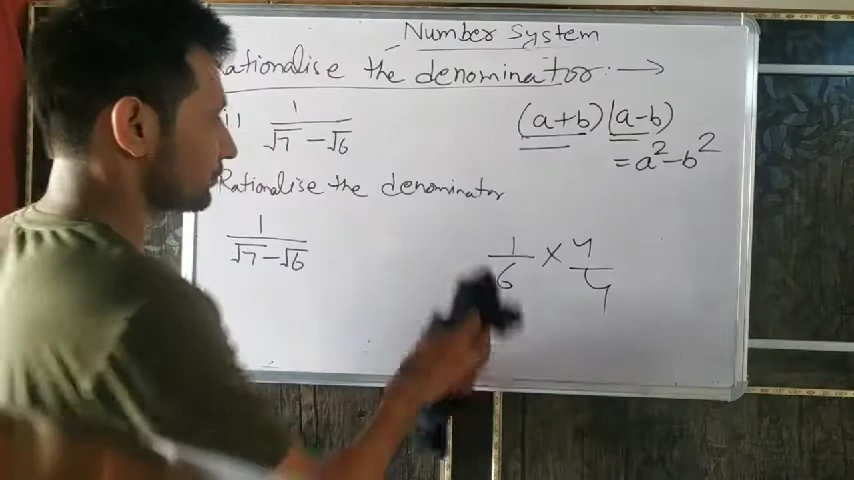 Number System
Rationalise the denominator: →
i) 1/(√7 − √6)
(a+b)(a-b)
= a² - b²
Rationalise the denominator
1/(√7 − √6)
1/6 × 4/4